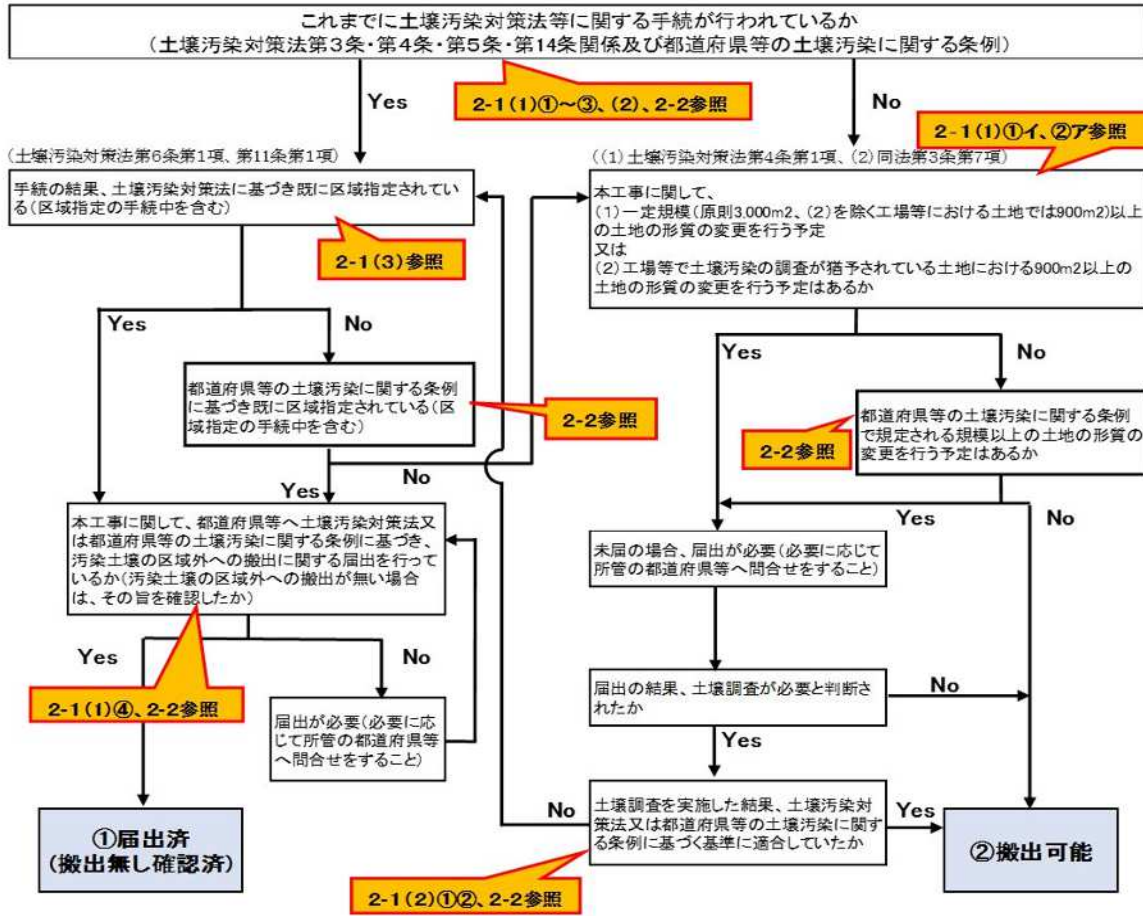 これまでに土壌汚染対策法等に関する手続が行われているか
(土壌汚染対策法第3条・第4条・第5条・第14条関係及び都道府県等の土壌汚染に関する条例)
Yes
2-1(1)①～③、(2)、2-2参照
No
2-1(1)①イ、②ア参照
(土壌汚染対策法第6条第1項、第11条第1項)
手続の結果、土壌汚染対策法に基づき既に区域指定されてい
る(区域指定の手続中を含む)
2-1(3)参照
((1)土壌汚染対策法第4条第1項、(2)同法第3条第7項)
本工事に関して、
(1)一定規模(原則3,000m2、(2)を除く工場等における土地では900m2)以上
の土地の形質の変更を行う予定
又は
(2)工場等で土壌汚染の調査が猶予されている土地における900m2以上の
土地の形質の変更を行う予定はあるか
Yes
No
都道府県等の土壌汚染に関する条例
に基づき既に区域指定されている(区
域指定の手続中を含む)
2-2参照
Yes
No
Yes
No
都道府県等の土壌汚染に関する条例
で規定される規模以上の土地の形質の
変更を行う予定はあるか
2-2参照
Yes
No
本工事に関して、都道府県等へ土壌汚染対策法又
は都道府県等の土壌汚染に関する条例に基づき、
汚染土壌の区域外への搬出に関する届出を行って
いるか(汚染土壌の区域外への搬出が無い場合
は、その旨を確認したか)
Yes
No
2-1(1)④、2-2参照
届出が必要(必要に応
じて所管の都道府県等
へ問合せをすること)
①届出済
(搬出無し確認済)
未届の場合、届出が必要(必要に応じて
所管の都道府県等へ問合せをすること)
届出の結果、土壌調査が必要と判断さ
れたか
No
Yes
No
土壌調査を実施した結果、土壌汚染対
策法又は都道府県等の土壌汚染に関す
る条例に基づく基準に適合していたか
Yes
2-1(2)①②、2-2参照
②搬出可能